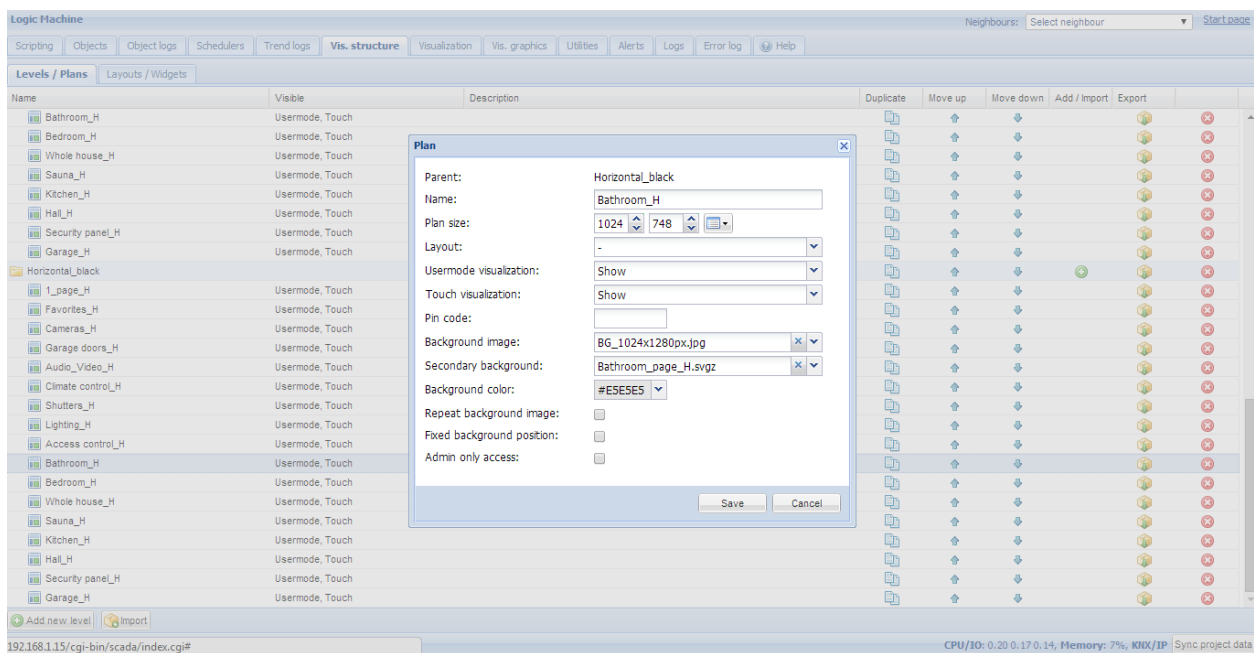 Logic Machine Neighbours: Select neighbour Start page
Scripting Objects Object logs Schedulers Trend logs Vis. structure Visualization Vis. graphics Utilities Alerts Logs Error log Help
Levels / Plans Layouts / Widgets
Name Visible Description Duplicate Move up Move down Add / Import Export
Bathroom_H Usermode, Touch
Bedroom_H Usermode, Touch
Whole house_H Usermode, Touch
Sauna_H Usermode, Touch
Kitchen_H Usermode, Touch
Hall_H Usermode, Touch
Security panel_H Usermode, Touch
Garage_H Usermode, Touch
Horizontal_black
1_page_H Usermode, Touch
Favorites_H Usermode, Touch
Cameras_H Usermode, Touch
Garage doors_H Usermode, Touch
Audio_Video_H Usermode, Touch
Climate control_H Usermode, Touch
Shutters_H Usermode, Touch
Lighting_H Usermode, Touch
Access control_H Usermode, Touch
Bathroom_H Usermode, Touch
Bedroom_H Usermode, Touch
Whole house_H Usermode, Touch
Sauna_H Usermode, Touch
Kitchen_H Usermode, Touch
Hall_H Usermode, Touch
Security panel_H Usermode, Touch
Garage_H Usermode, Touch
Plan
Parent: Horizontal_black
Name: Bathroom_H
Plan size: 1024 748
Layout: -
Usermode visualization: Show
Touch visualization: Show
Pin code:
Background image: BG_1024x1280px.jpg
Secondary background: Bathroom_page_H.svgz
Background color: #E5E5E5
Repeat background image:
Fixed background position:
Admin only access:
Save Cancel
Add new level Import
192.168.1.15/cgi-bin/scada/index.cgi# CPU/IO: 0.20 0.17 0.14, Memory: 7%, KNX/IP Sync project data